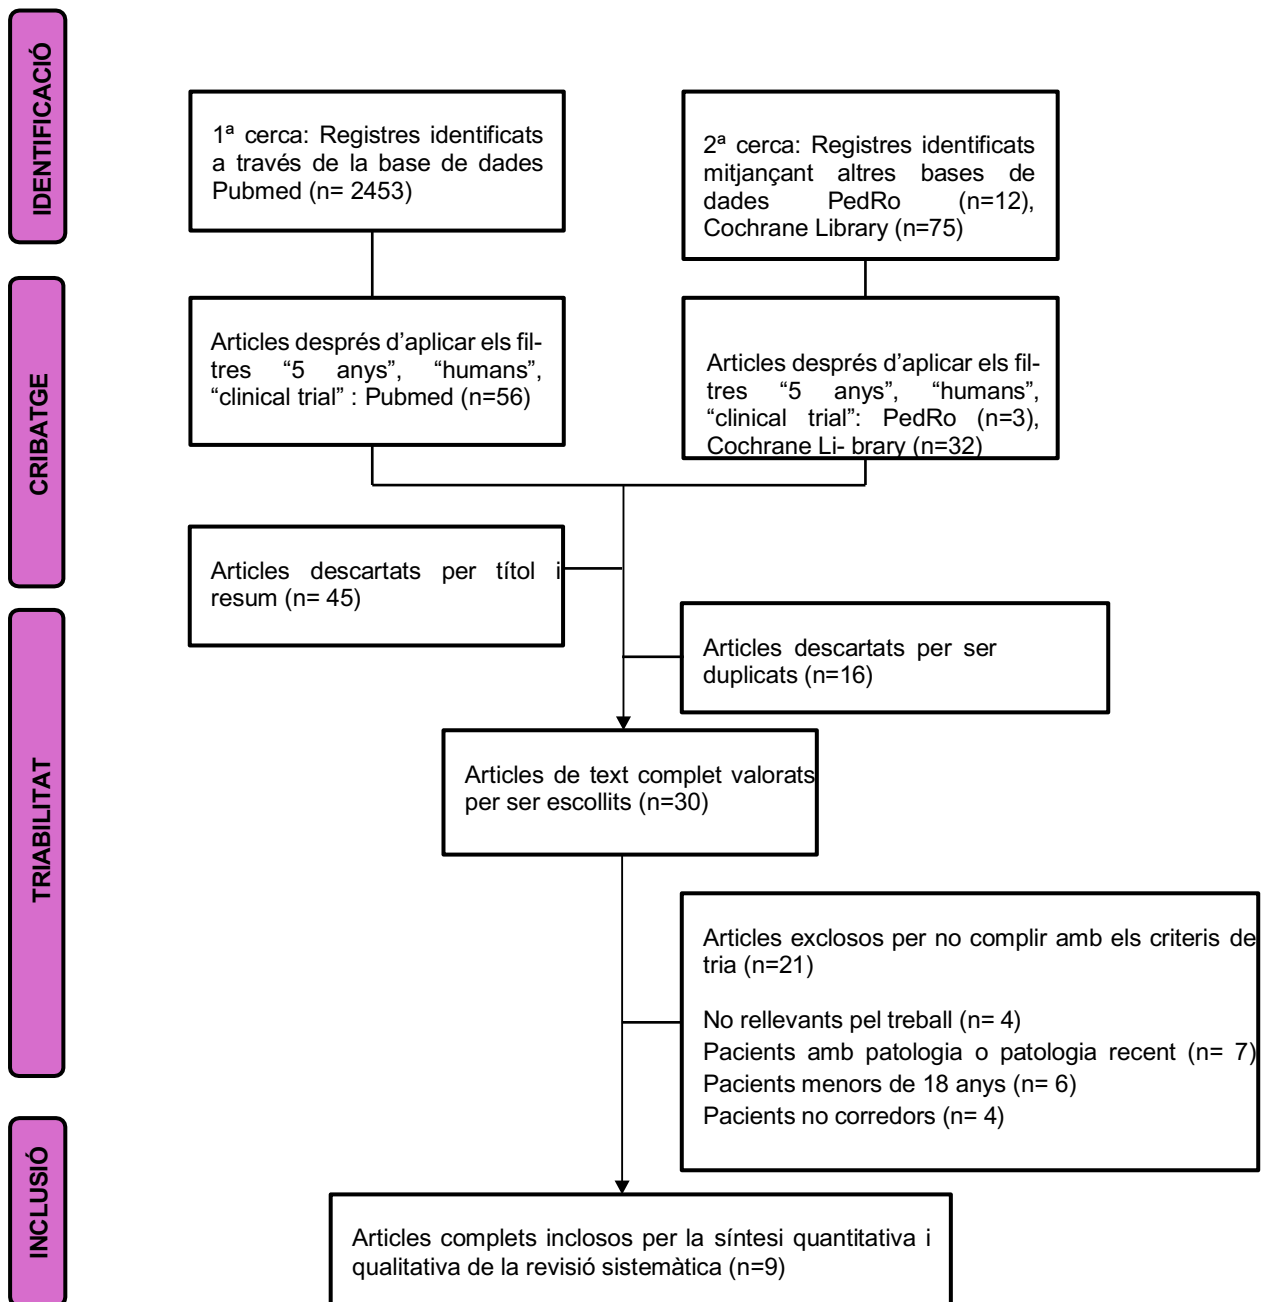 IDENTIFICACIÓ
1ª cerca: Registres identificats
a través de la base de dades
Pubmed (n= 2453)
2ª cerca: Registres identificats
mitjançant altres bases de
dades PedRo (n=12),
Cochrane Library (n=75)
CRIBATGE
Articles després d’aplicar els fil-
tres “5 anys”, “humans”,
“clinical trial” : Pubmed (n=56)
Articles després d’aplicar els fil-
tres “5 anys”, “humans”,
“clinical trial”: PedRo (n=3),
Cochrane Li- brary (n=32)
Articles descartats per títol i
resum (n= 45)
TRIABILITAT
Articles descartats per ser
duplicats (n=16)
Articles de text complet valorats
per ser escollits (n=30)
Articles exclosos per no complir amb els criteris de
tria (n=21)
No rellevants pel treball (n= 4)
Pacients amb patologia o patologia recent (n= 7)
Pacients menors de 18 anys (n= 6)
Pacients no corredors (n= 4)
INCLUSIÓ
Articles complets inclosos per la síntesi quantitativa i
qualitativa de la revisió sistemàtica (n=9)